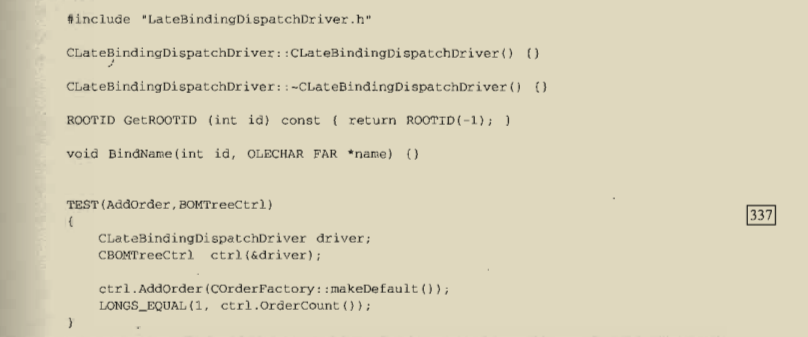 #include "LateBindingDispatchDriver.h"
CLateBindingDispatchDriver::CLateBindingDispatchDriver() {}
CLateBindingDispatchDriver::~CLateBindingDispatchDriver() {}
ROOTID GetROOTID (int id) const { return ROOTID(-1); }
void BindName(int id, OLECHAR FAR *name) {}
TEST(AddOrder,BOMTreeCtrl)
{
CLateBindingDispatchDriver driver;
CBOMTreeCtrl ctrl(&driver);
ctrl.AddOrder(COrderFactory::makeDefault());
LONGS_EQUAL(1, ctrl.OrderCount());
}
337